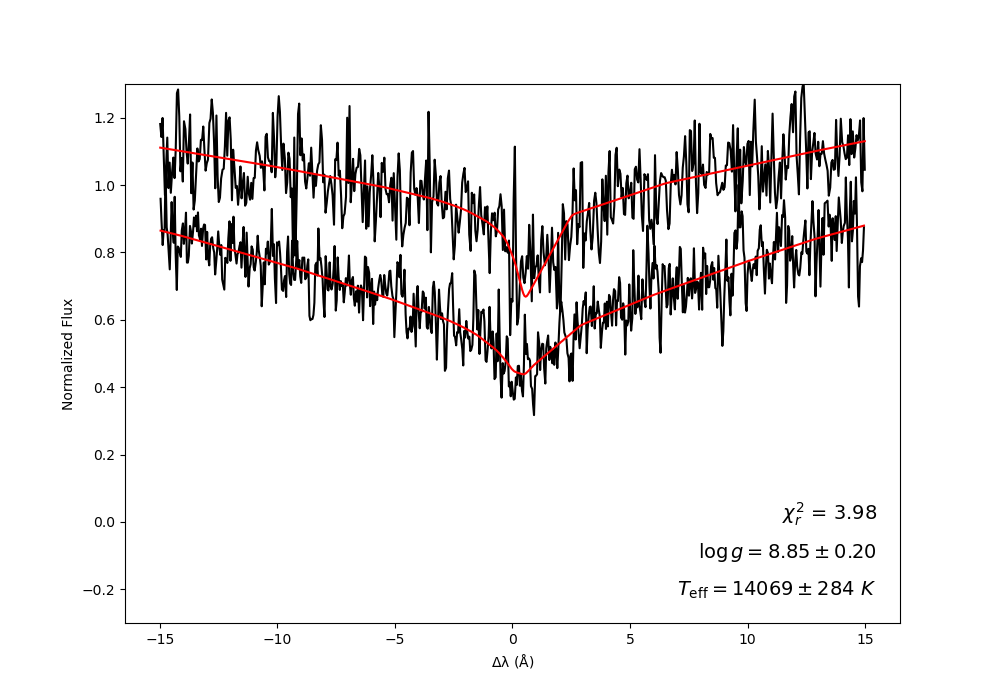 1.2
1.0
0.8
0.6
0.4
0.2
0.0
−0.2
Normalized Flux
χ²ᵣ = 3.98
log g = 8.85 ± 0.20
T_eff = 14069 ± 284 K
−15 −10 −5 0 5 10 15
Δλ (Å)